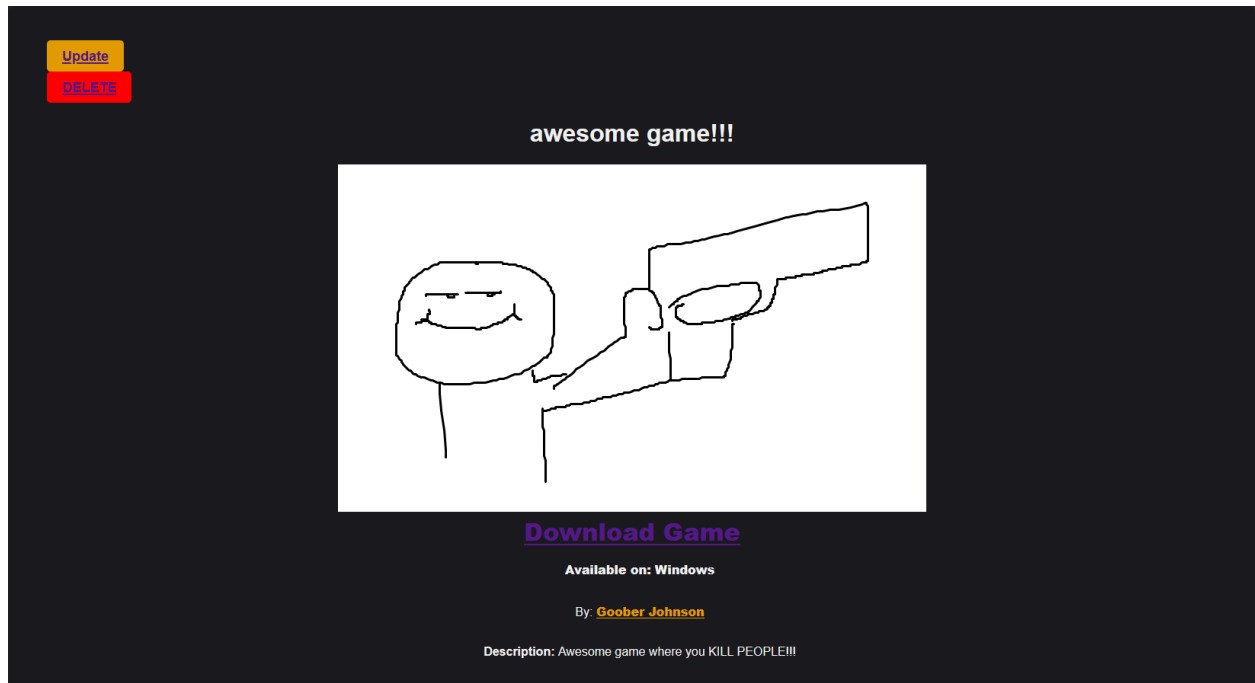 Update
DELETE
awesome game!!!
Download Game
Available on: Windows
By: Goober Johnson
Description: Awesome game where you KILL PEOPLE!!!